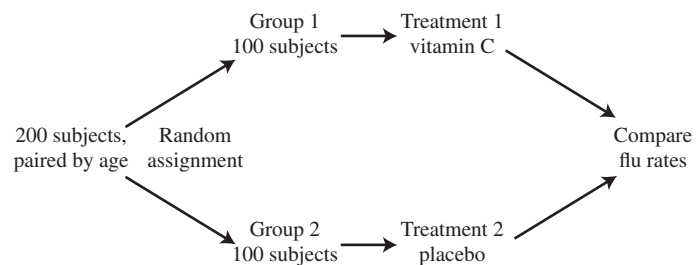 Group 1
100 subjects
Treatment 1
vitamin C
200 subjects,
paired by age
Random
assignment
Compare
flu rates
Group 2
100 subjects
Treatment 2
placebo